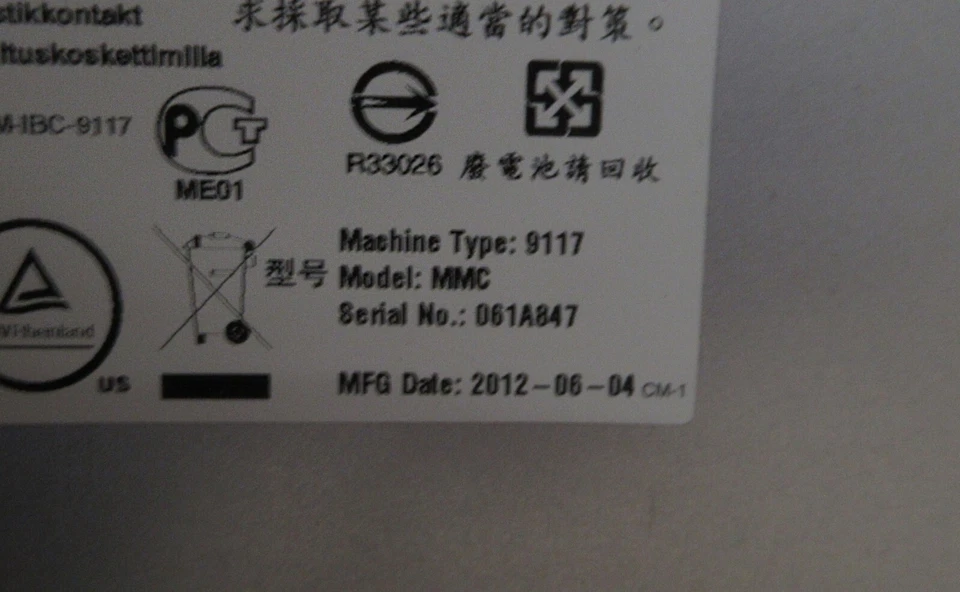 求採取某些適當的對策。
stikkontakt
ituskoskettimilla
M-IBC-9117
PCT
ME01
R33026
廢電池請回收
Machine Type: 9117
型号 Model: MMC
Serial No.: 061A847
US
MFG Date: 2012-06-04 CM-1